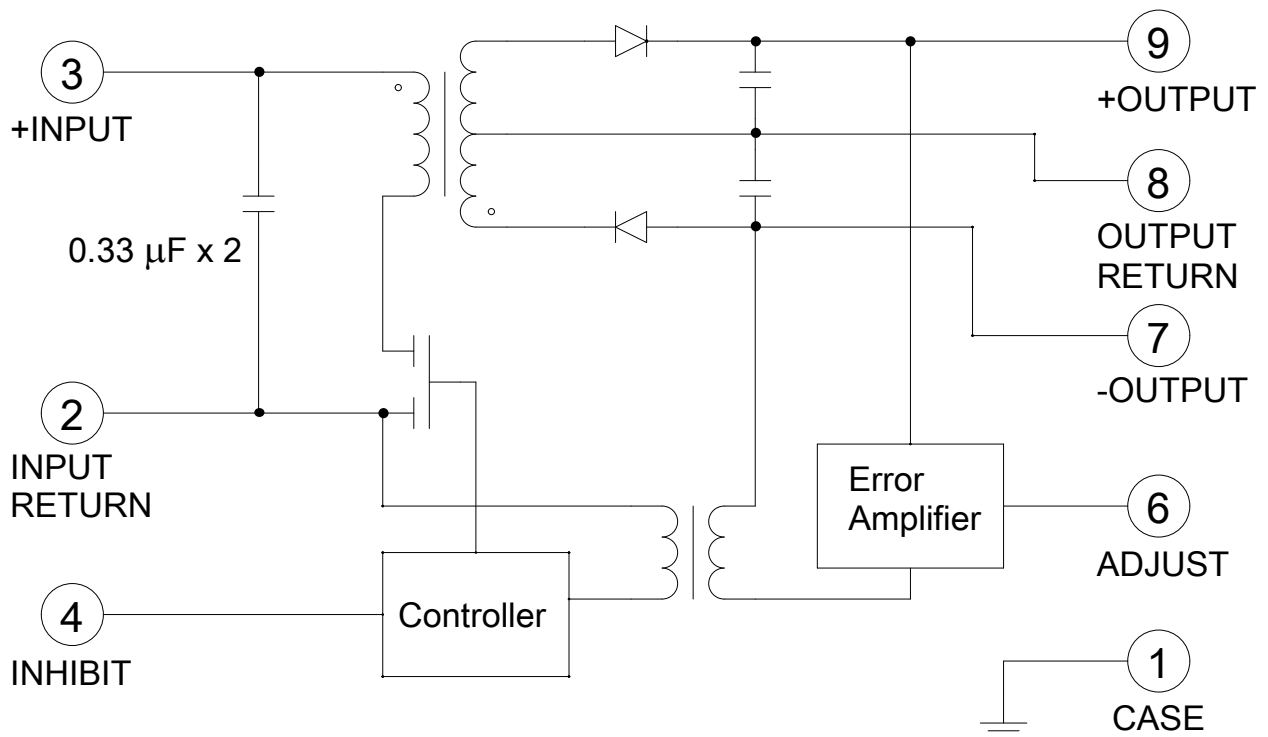 3
+INPUT
0.33 μF x 2
2
INPUT
RETURN
4
INHIBIT
Controller
Error
Amplifier
9
+OUTPUT
8
OUTPUT
RETURN
7
-OUTPUT
6
ADJUST
1
CASE